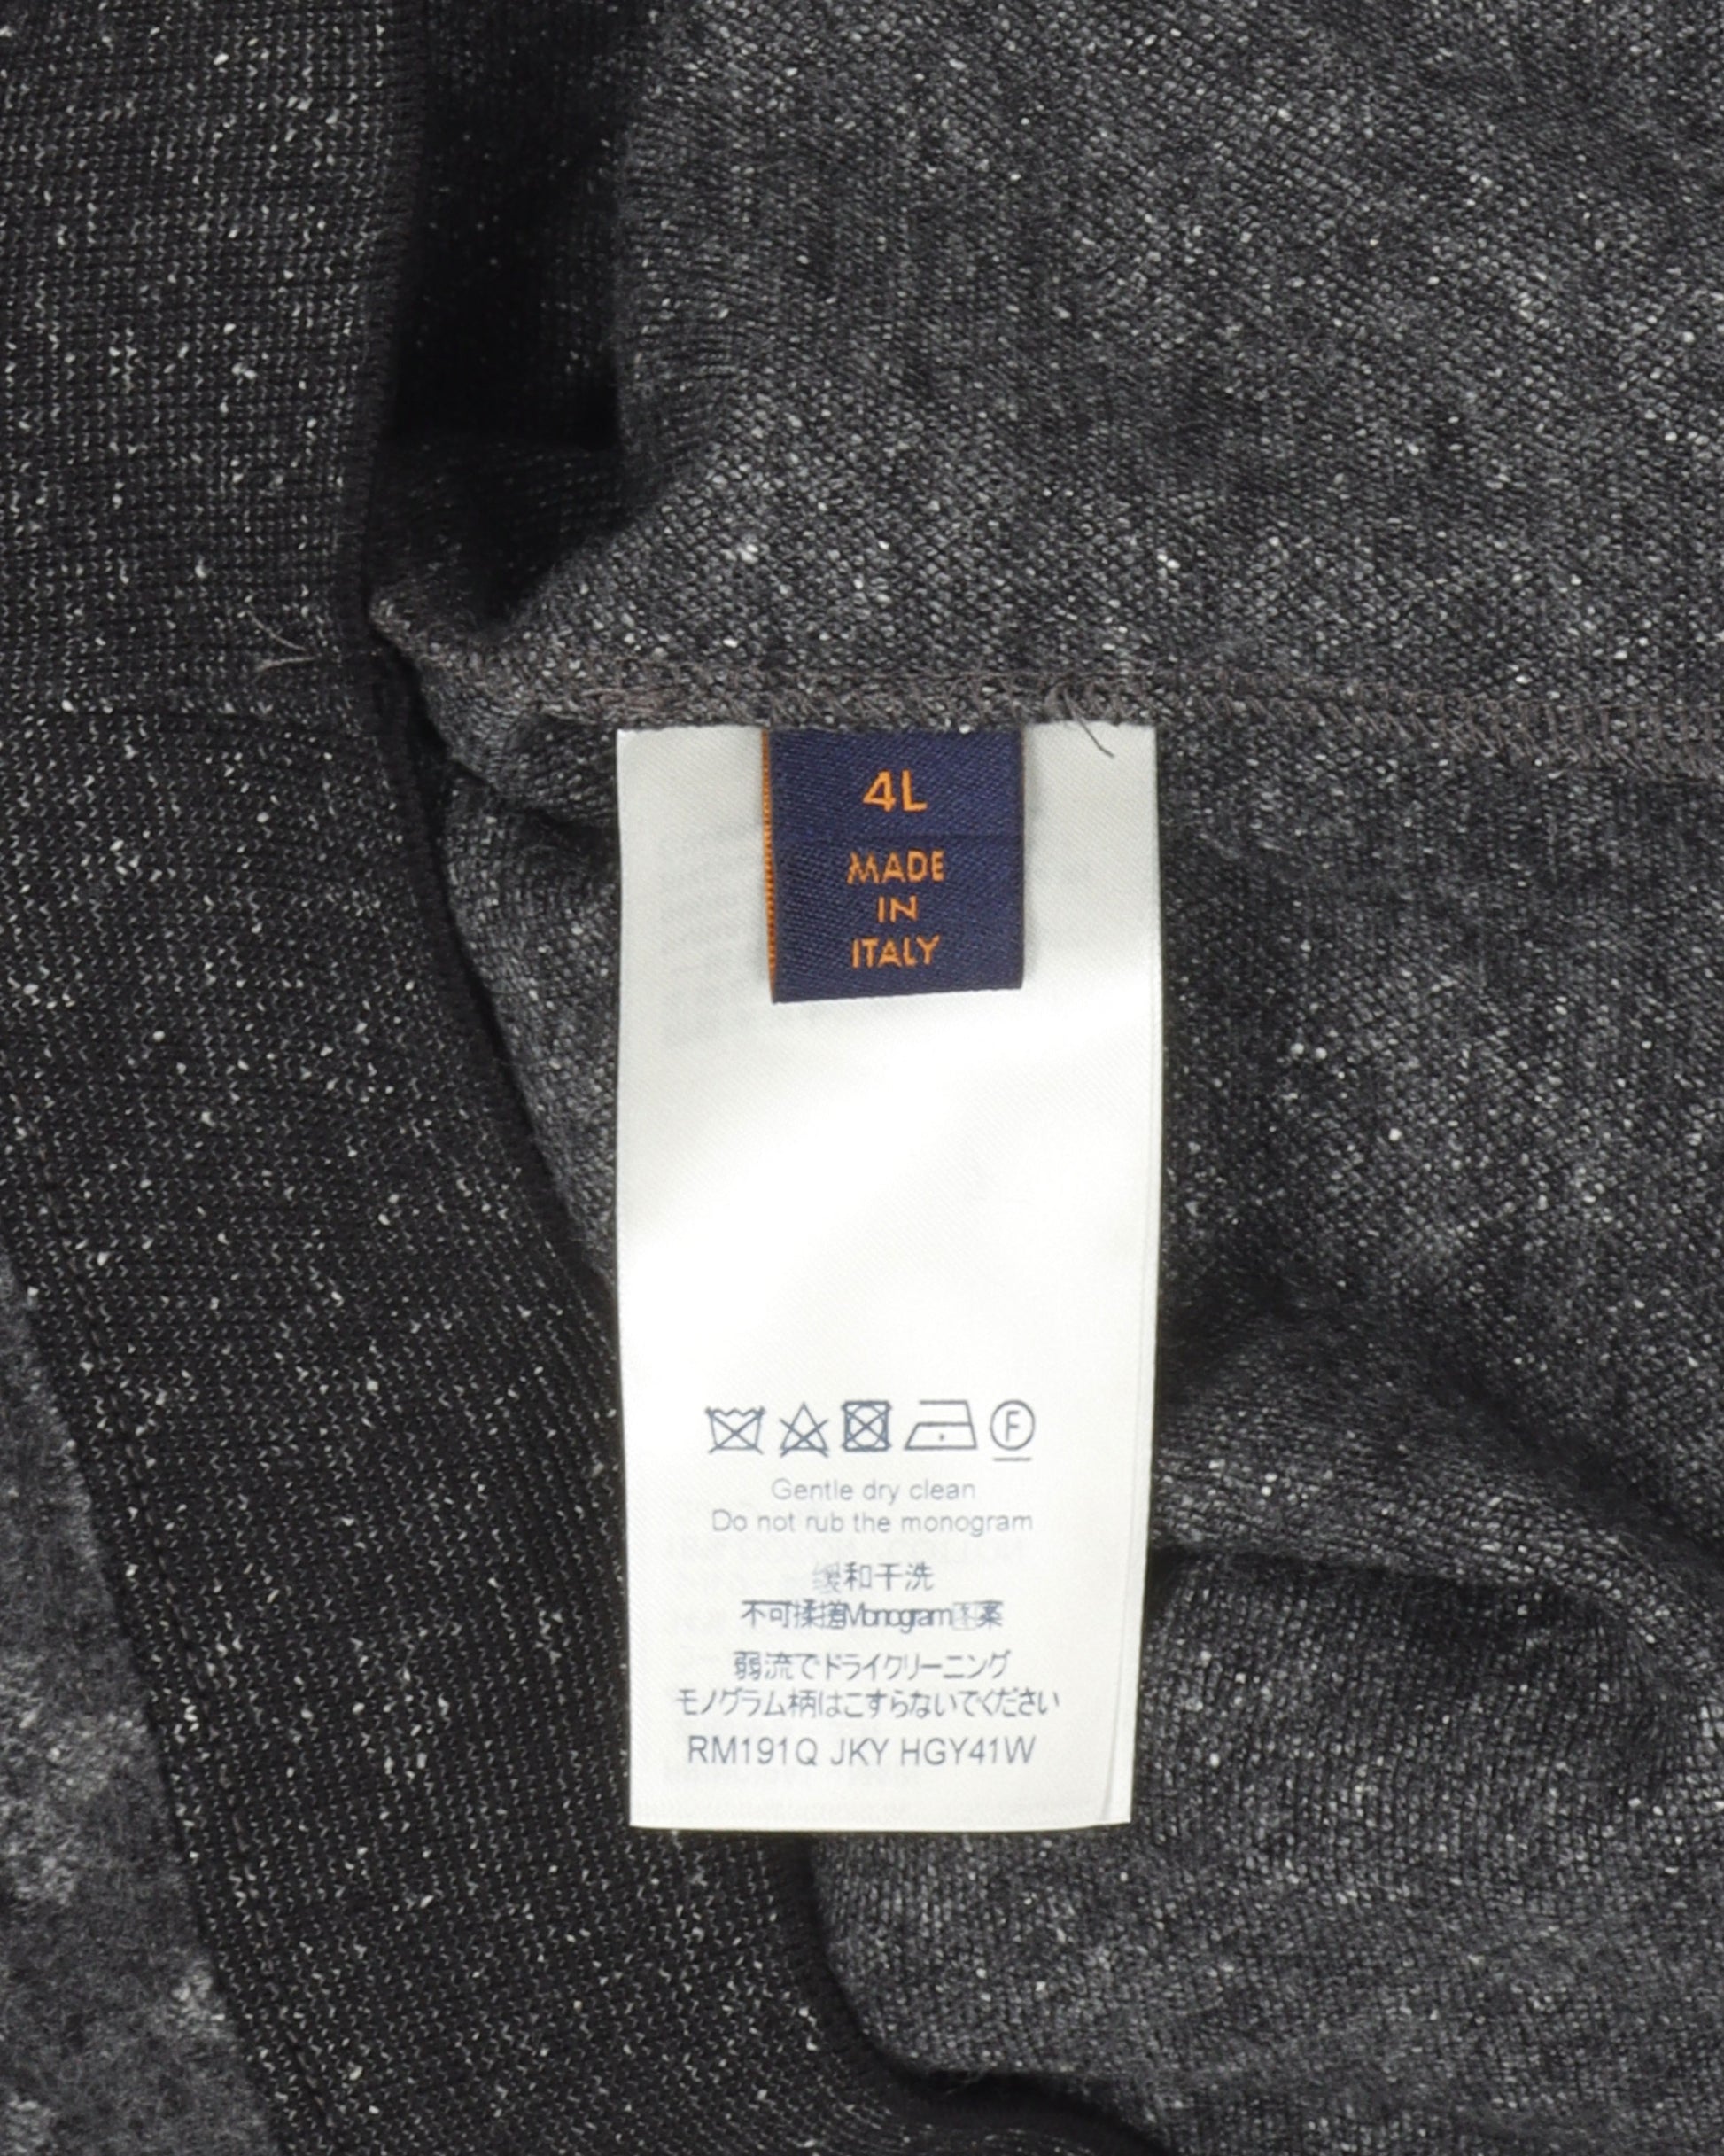 4L
MADE
IN
ITALY
F
Gentle dry clean
Do not rub the monogram
缓和干洗
不可揉搓Monogram图案
弱流でドライクリーニング
モノグラム柄はこすらないでください
RM191Q JKY HGY41W